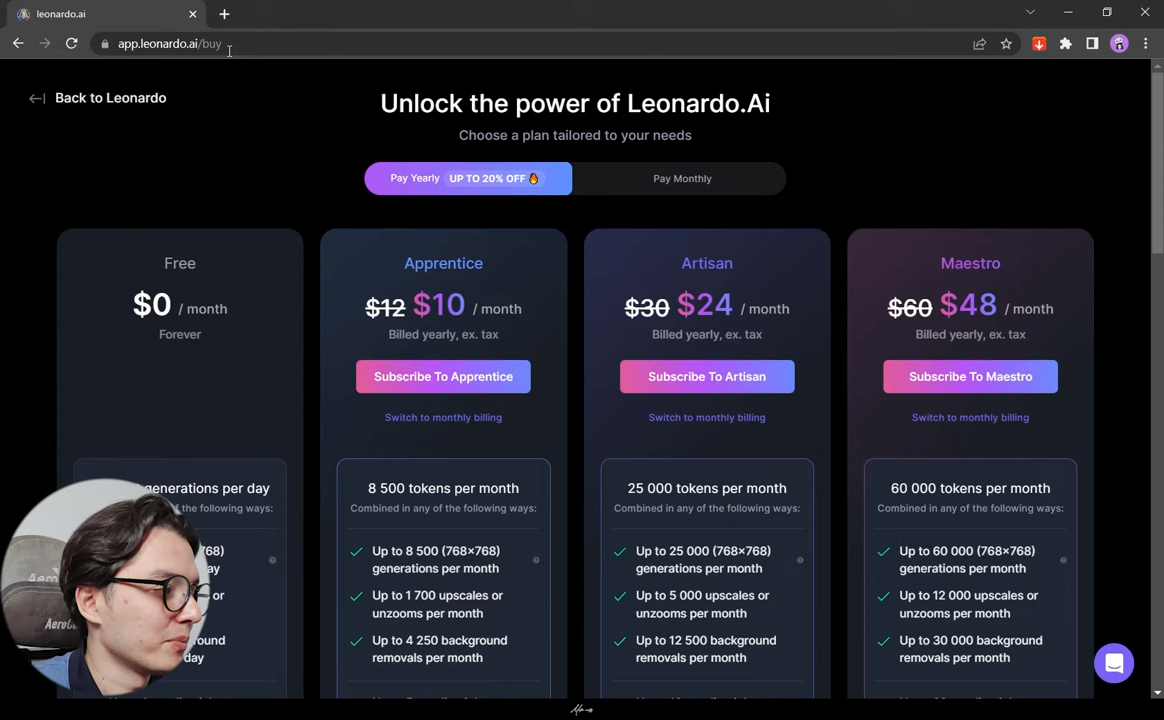 leonardo.ai
app.leonardo.ai/buy
Back to Leonardo
Unlock the power of Leonardo.Ai
Choose a plan tailored to your needs
Pay Yearly UP TO 20% OFF 🔥
Pay Monthly
Free
$0 / month
Forever
generations per day
of the following ways:
Apprentice
$12 $10 / month
Billed yearly, ex. tax
Subscribe To Apprentice
Switch to monthly billing
8 500 tokens per month
Combined in any of the following ways:
Up to 8 500 (768×768)
generations per month
Up to 1 700 upscales or
unzooms per month
Up to 4 250 background
removals per month
Artisan
$30 $24 / month
Billed yearly, ex. tax
Subscribe To Artisan
Switch to monthly billing
25 000 tokens per month
Combined in any of the following ways:
Up to 25 000 (768×768)
generations per month
Up to 5 000 upscales or
unzooms per month
Up to 12 500 background
removals per month
Maestro
$60 $48 / month
Billed yearly, ex. tax
Subscribe To Maestro
Switch to monthly billing
60 000 tokens per month
Combined in any of the following ways:
Up to 60 000 (768×768)
generations per month
Up to 12 000 upscales or
unzooms per month
Up to 30 000 background
removals per month